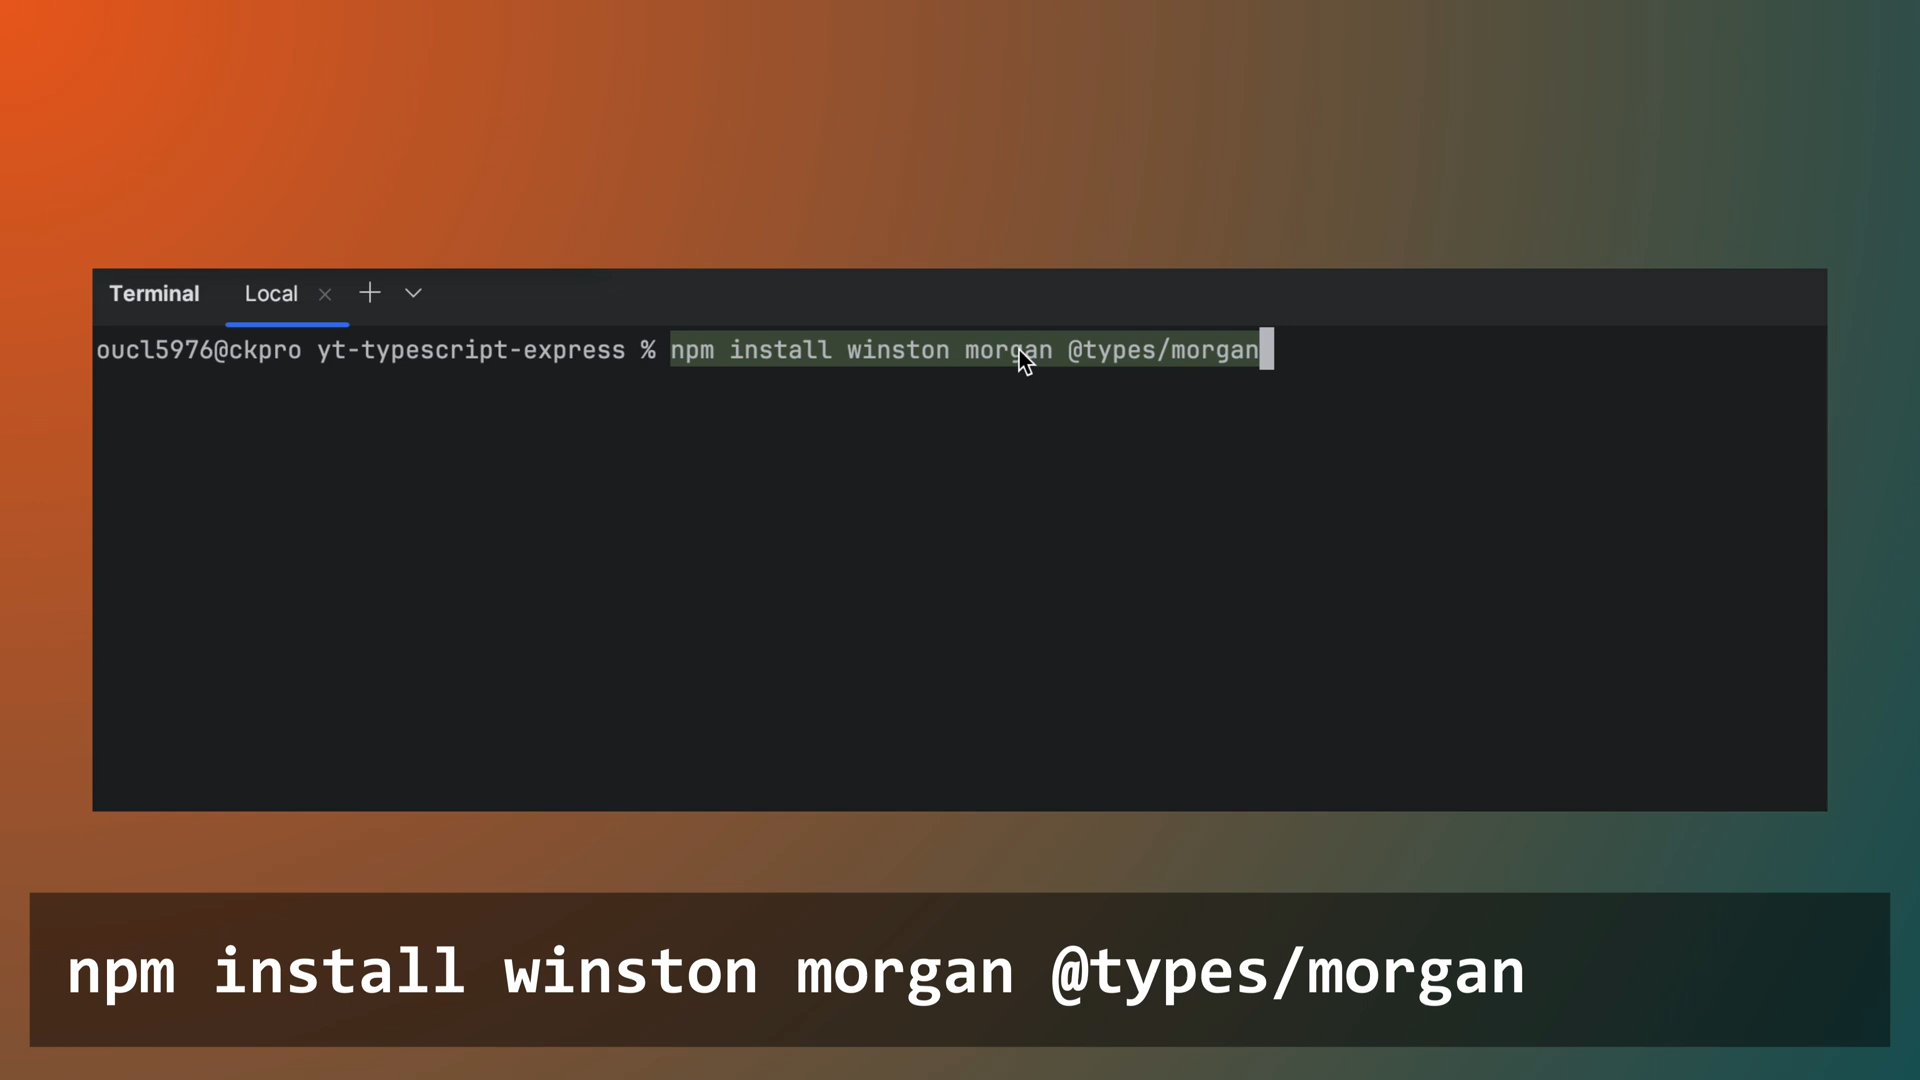 Terminal Local
oucl5976@ckpro yt-typescript-express % npm install winston morgan @types/morgan
npm install winston morgan @types/morgan